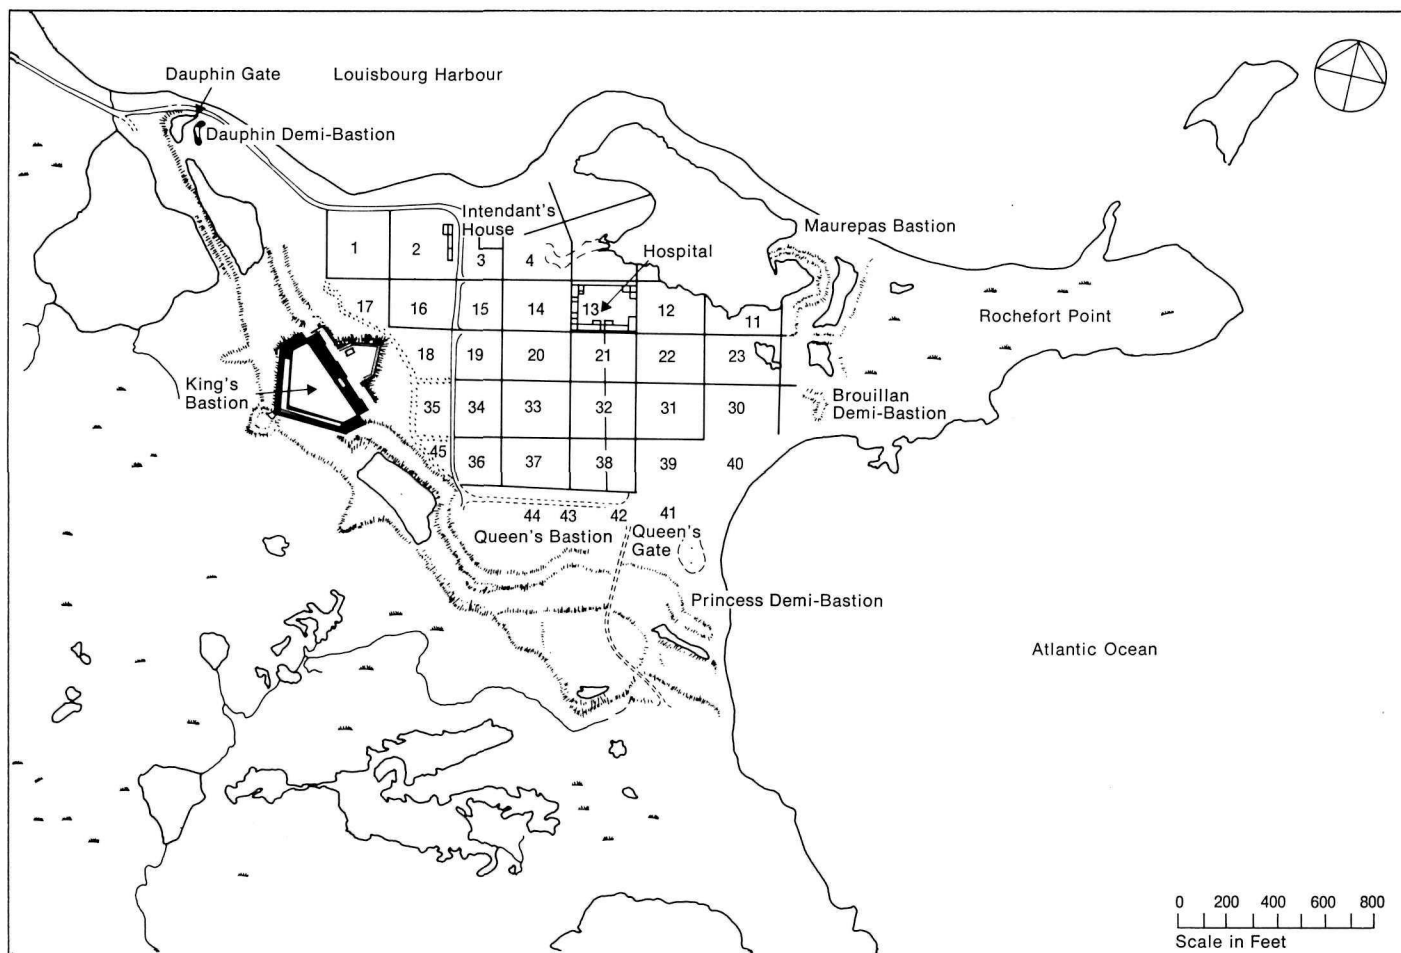 Dauphin Gate
Louisbourg Harbour
Dauphin Demi-Bastion
Intendant's
House
Maurepas Bastion
Hospital
1
2
3
4
17
16
15
14
13
12
11
Rochefort Point
18
19
20
21
22
23
King's
Bastion
35
34
33
32
31
30
Brouillan
Demi-Bastion
45
36
37
38
39
40
44
43
42
41
Queen's Bastion
Queen's
Gate
Princess Demi-Bastion
Atlantic Ocean
0 200 400 600 800
Scale in Feet